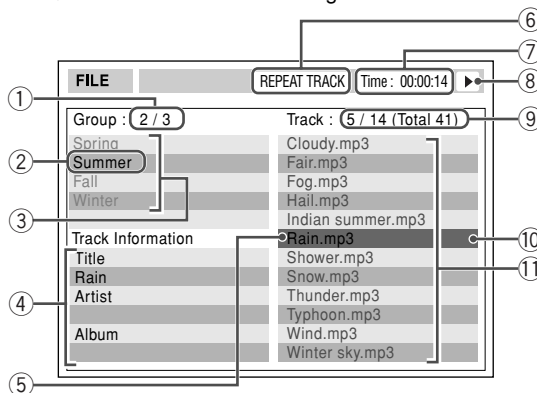 ⑥
⑦
FILE REPEAT TRACK Time : 00:00:14 ⑧
①
Group : 2 / 3 Track : 5 / 14 (Total 41) ⑨
Spring Cloudy.mp3
② Summer Fair.mp3
Fall Fog.mp3
Winter Hail.mp3
③ Indian summer.mp3
Track Information Rain.mp3 ⑩
Title Shower.mp3
⑪
Rain Snow.mp3
④ Artist Thunder.mp3
Typhoon.mp3
Album Wind.mp3
Winter sky.mp3
⑤